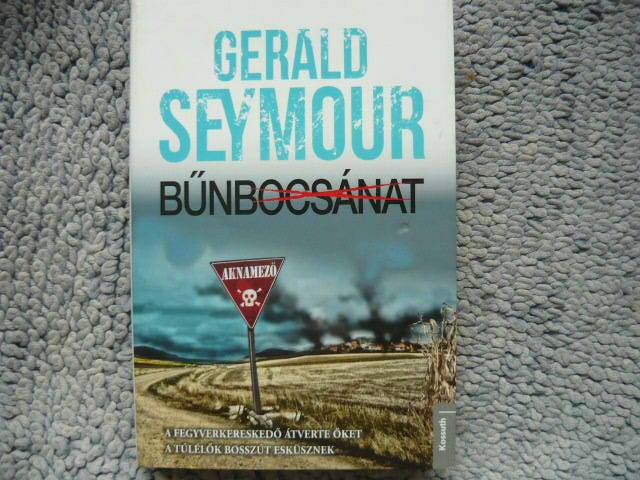 GERALD
SEYMOUR
BŰNBOCSÁNAT
AKNAMEZŐ
A FEGYVERKERESKEDŐ ÁTVERTE ŐKET
A TÚLÉLŐK BOSSZÚT ESKÜSZNEK
Kossuth